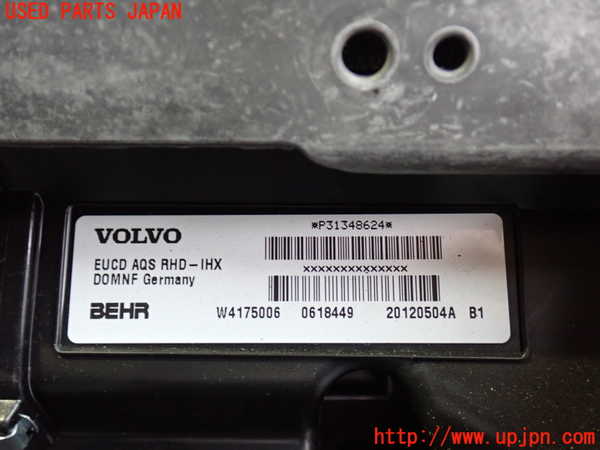 USED PARTS JAPAN
*P31348624*
VOLVO
EUCD AQS RHD-IHX
XXXXXXXXXXXXXX
DOMNF Germany
BEHR W4175006 0618449 20120504A B1
http://www.upjpn.com/